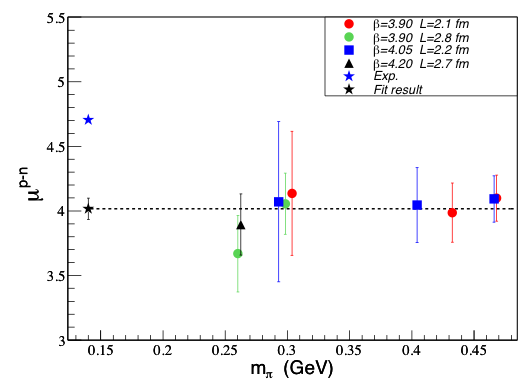 5.5
5
4.5
4
3.5
3
μ^{p-n}
β=3.90 L=2.1 fm
β=3.90 L=2.8 fm
β=4.05 L=2.2 fm
β=4.20 L=2.7 fm
Exp.
Fit result
0.15 0.2 0.25 0.3 0.35 0.4 0.45 0.5
m_π (GeV)